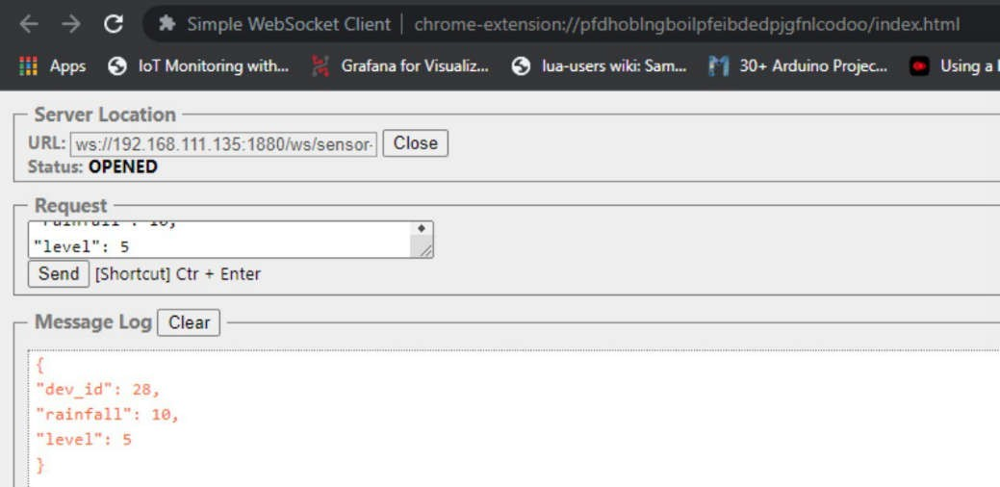 Simple WebSocket Client | chrome-extension://pfdhoblngboilpfeibdedpjgfnlcodoo/index.html
Apps IoT Monitoring with... Grafana for Visualiz... lua-users wiki: Sam... 30+ Arduino Projec... Using a
Server Location
URL: ws://192.168.111.135:1880/ws/sensor- Close
Status: OPENED
Request
"rainfall": 10,
"level": 5
Send [Shortcut] Ctr + Enter
Message Log Clear
{
"dev_id": 28,
"rainfall": 10,
"level": 5
}